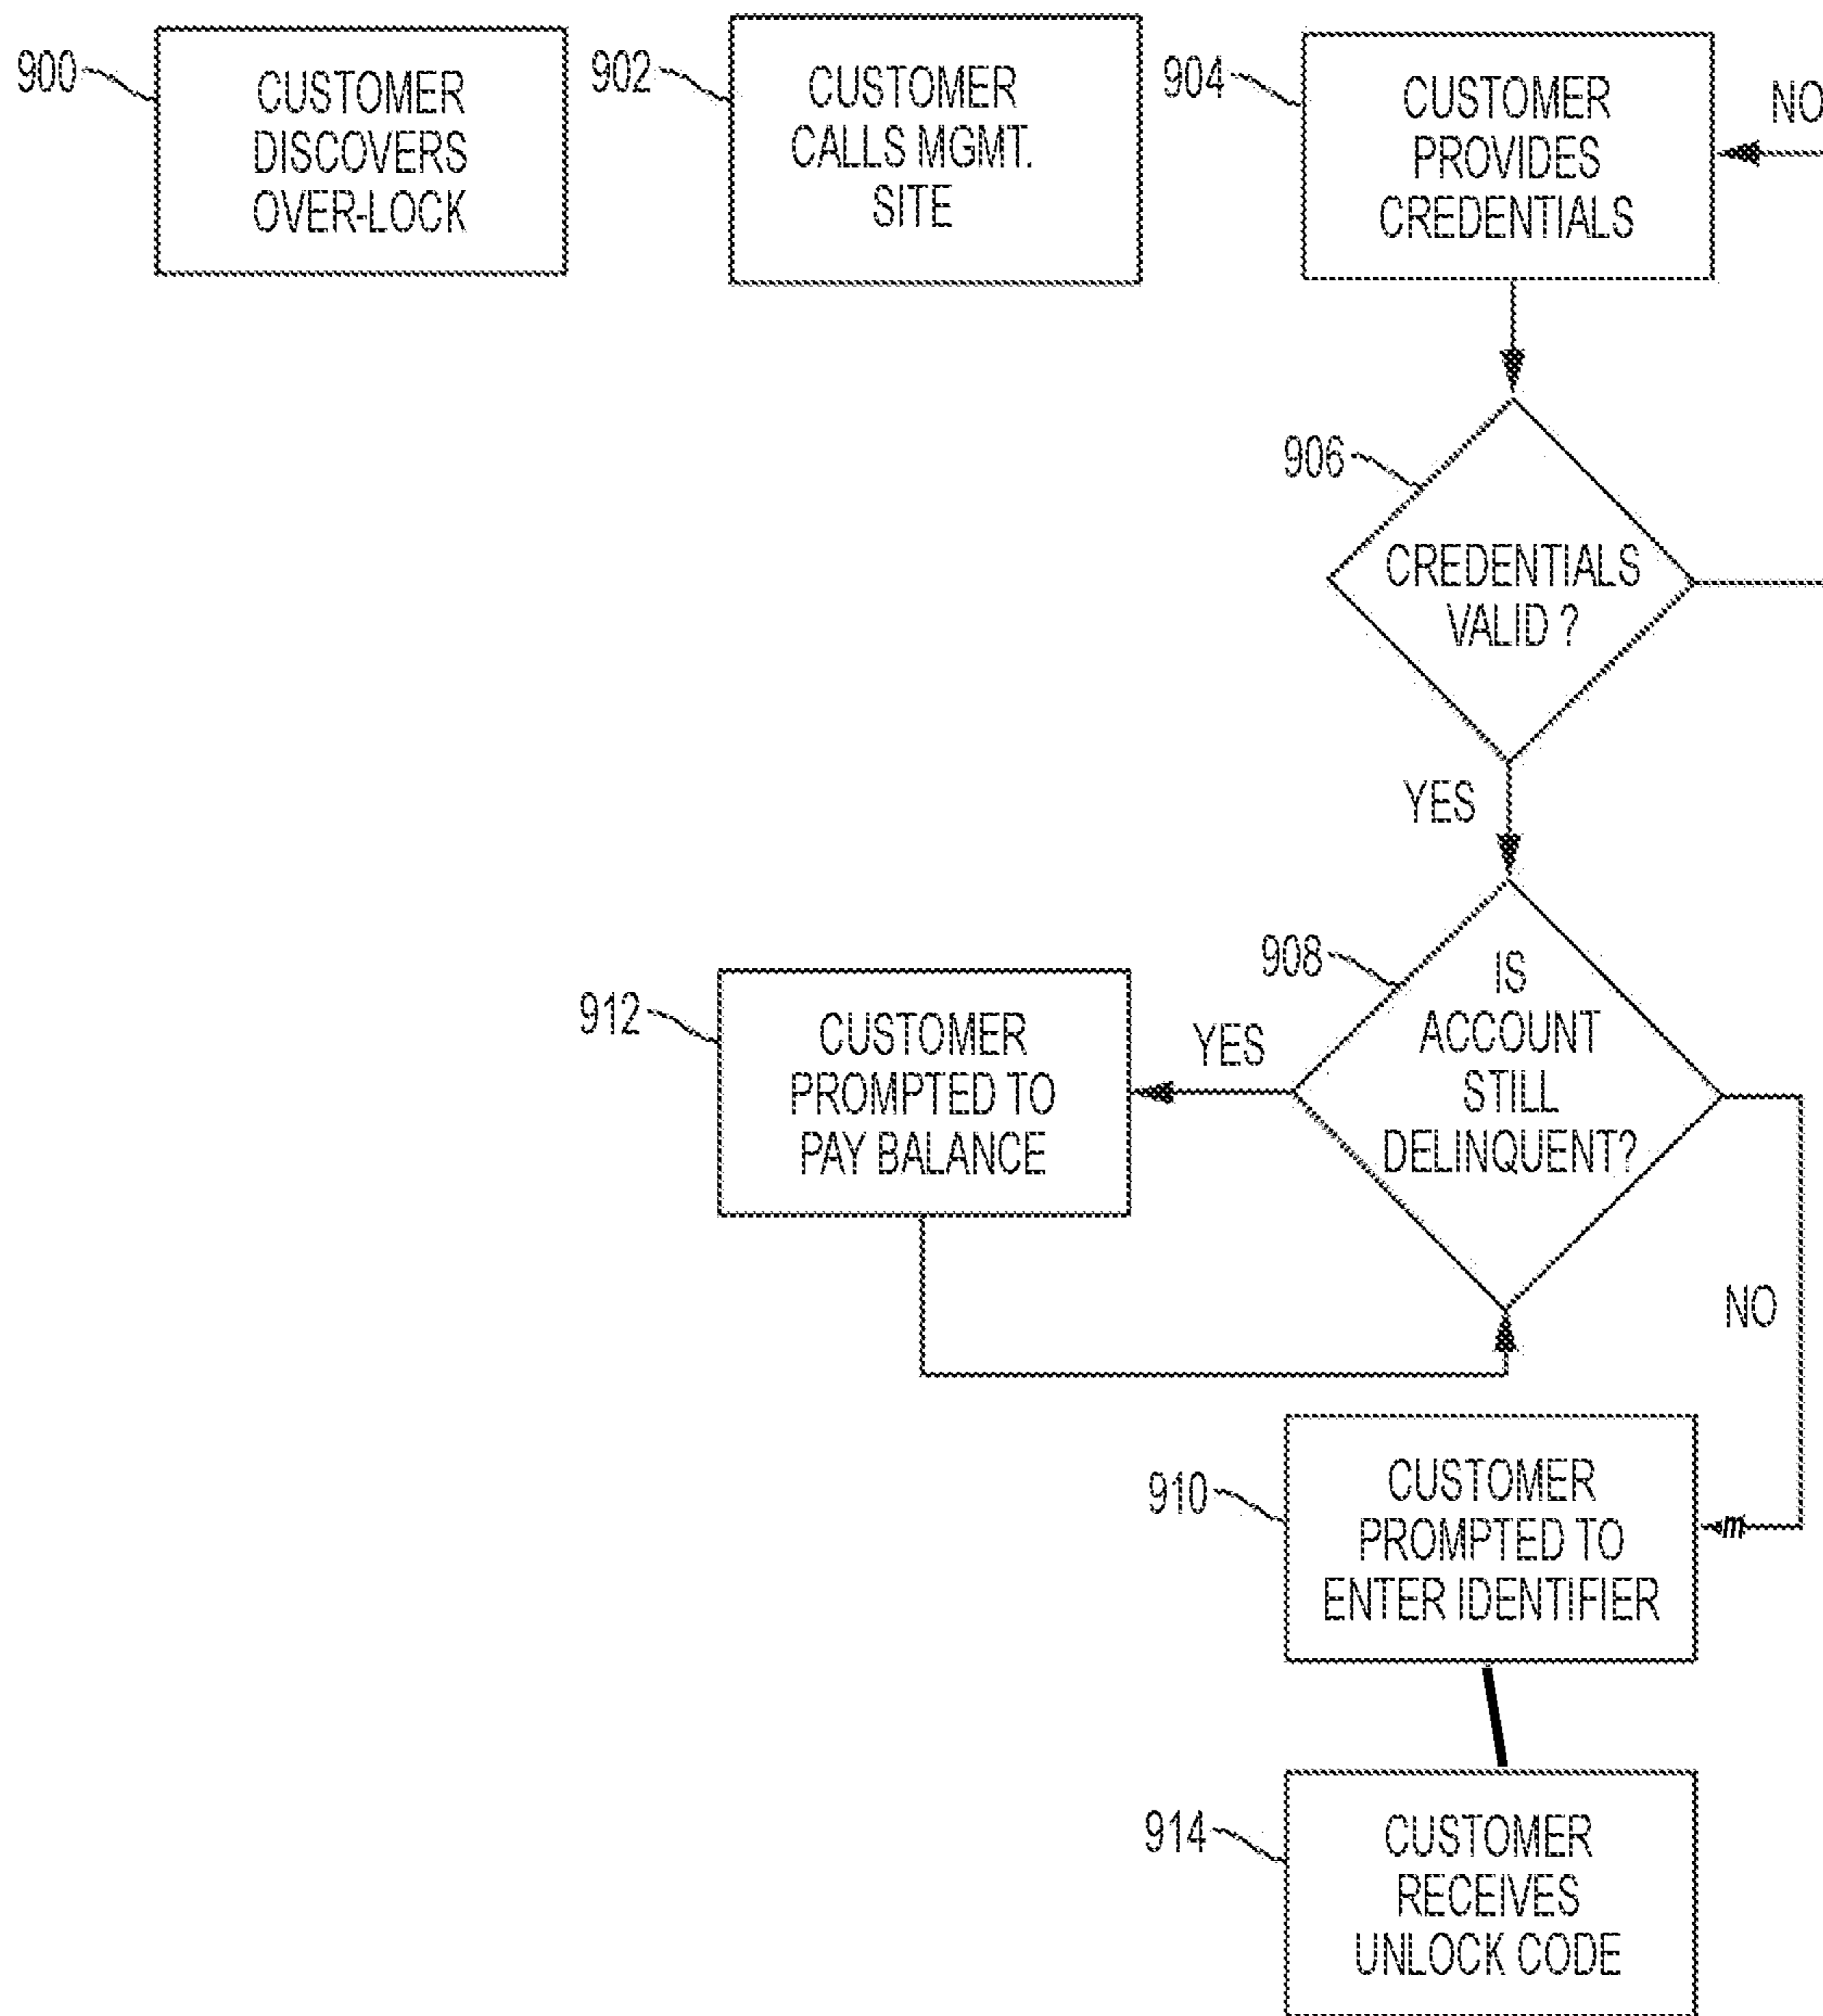 900
CUSTOMER
DISCOVERS
OVER-LOCK
902
CUSTOMER
CALLS MGMT.
SITE
904
CUSTOMER
PROVIDES
CREDENTIALS
NO
906
CREDENTIALS
VALID ?
YES
908
IS
ACCOUNT
STILL
DELINQUENT?
YES
912
CUSTOMER
PROMPTED TO
PAY BALANCE
NO
910
CUSTOMER
PROMPTED TO
ENTER IDENTIFIER
m
914
CUSTOMER
RECEIVES
UNLOCK CODE